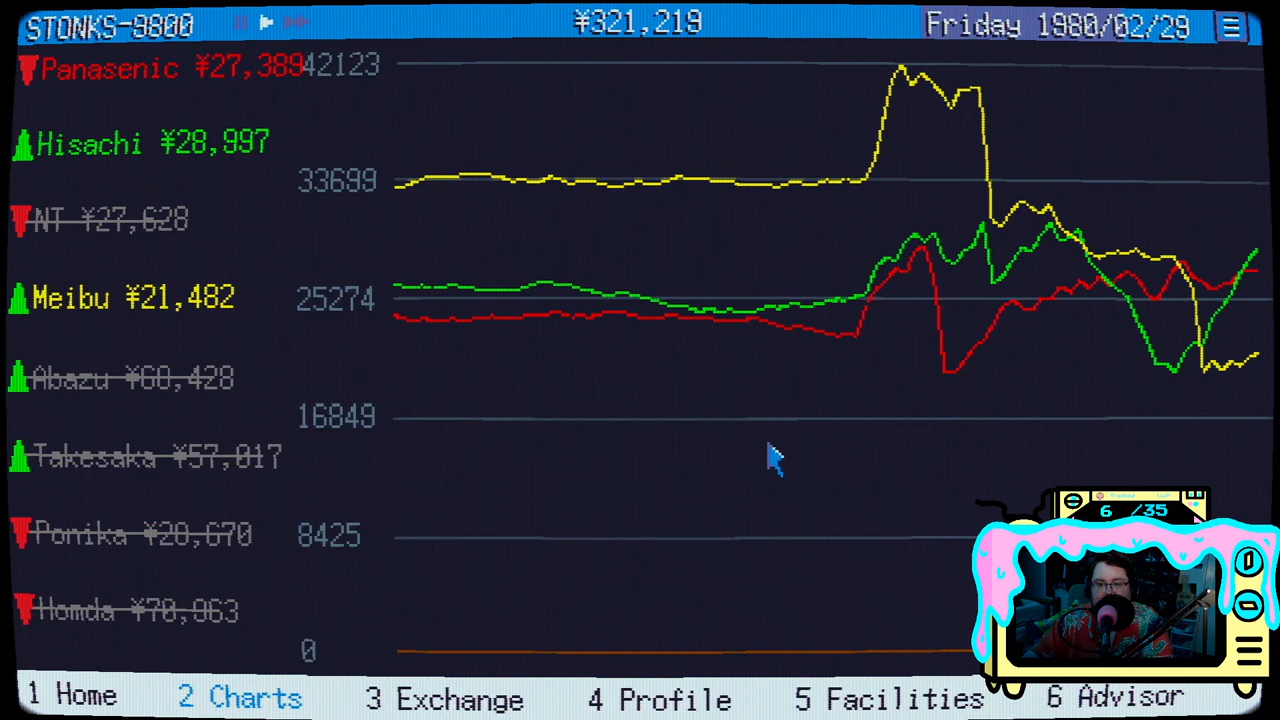 STONKS-9800 ¥321,219 Friday 1980/02/29
Panasenic ¥27,389
Hisachi ¥28,997
NT ¥27,628
Meibu ¥21,482
Abazu ¥60,428
Takesaka ¥57,017
Ponika ¥20,670
Homda ¥70,963
42123
33699
25274
16849
8425
0
6 /35
1 Home 2 Charts 3 Exchange 4 Profile 5 Facilities 6 Advisor